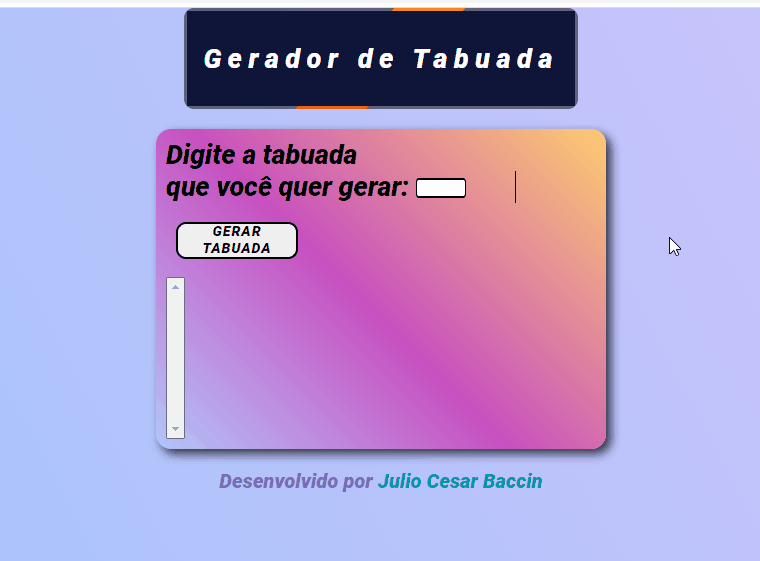 Gerador de Tabuada
Digite a tabuada
que você quer gerar:
GERAR
TABUADA
Desenvolvido por Julio Cesar Baccin